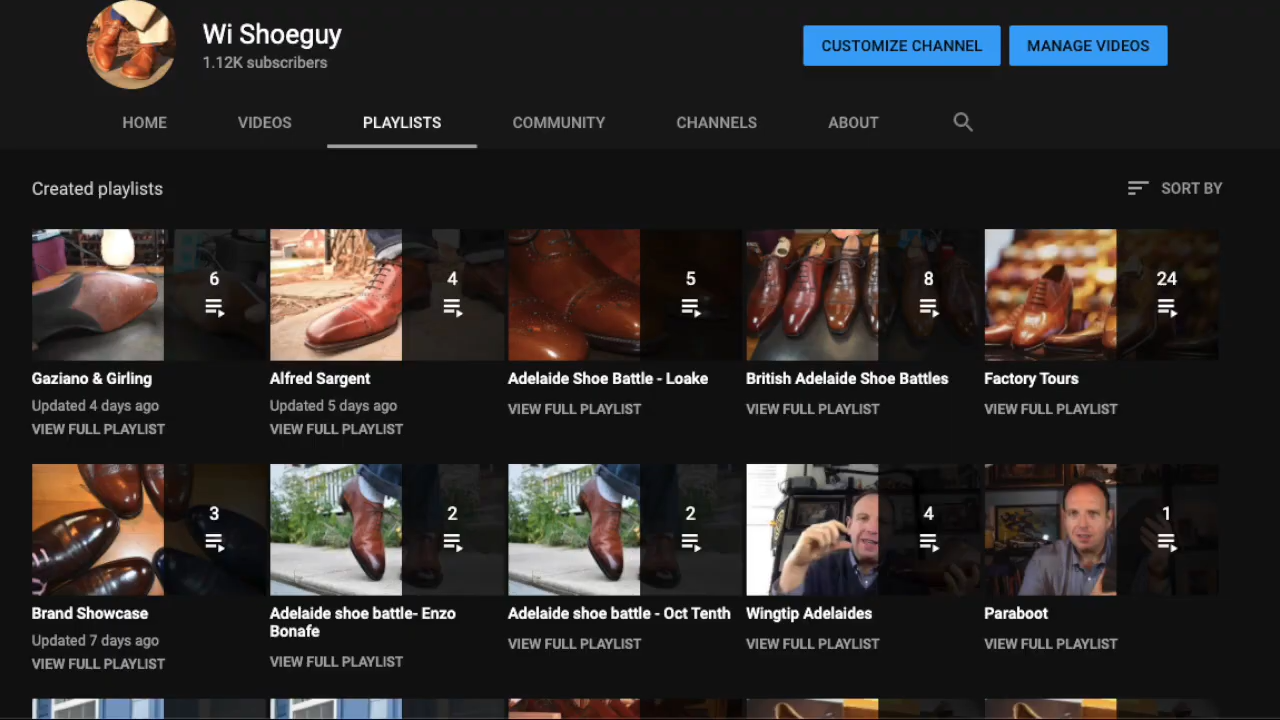 Wi Shoeguy
1.12K subscribers
CUSTOMIZE CHANNEL
MANAGE VIDEOS
HOME
VIDEOS
PLAYLISTS
COMMUNITY
CHANNELS
ABOUT
Created playlists
SORT BY
6
4
5
8
24
Gaziano & Girling
Updated 4 days ago
VIEW FULL PLAYLIST
Alfred Sargent
Updated 5 days ago
VIEW FULL PLAYLIST
Adelaide Shoe Battle - Loake
VIEW FULL PLAYLIST
British Adelaide Shoe Battles
VIEW FULL PLAYLIST
Factory Tours
VIEW FULL PLAYLIST
3
2
2
4
1
Brand Showcase
Updated 7 days ago
VIEW FULL PLAYLIST
Adelaide shoe battle- Enzo
Bonafe
VIEW FULL PLAYLIST
Adelaide shoe battle - Oct Tenth
VIEW FULL PLAYLIST
Wingtip Adelaides
VIEW FULL PLAYLIST
Paraboot
VIEW FULL PLAYLIST